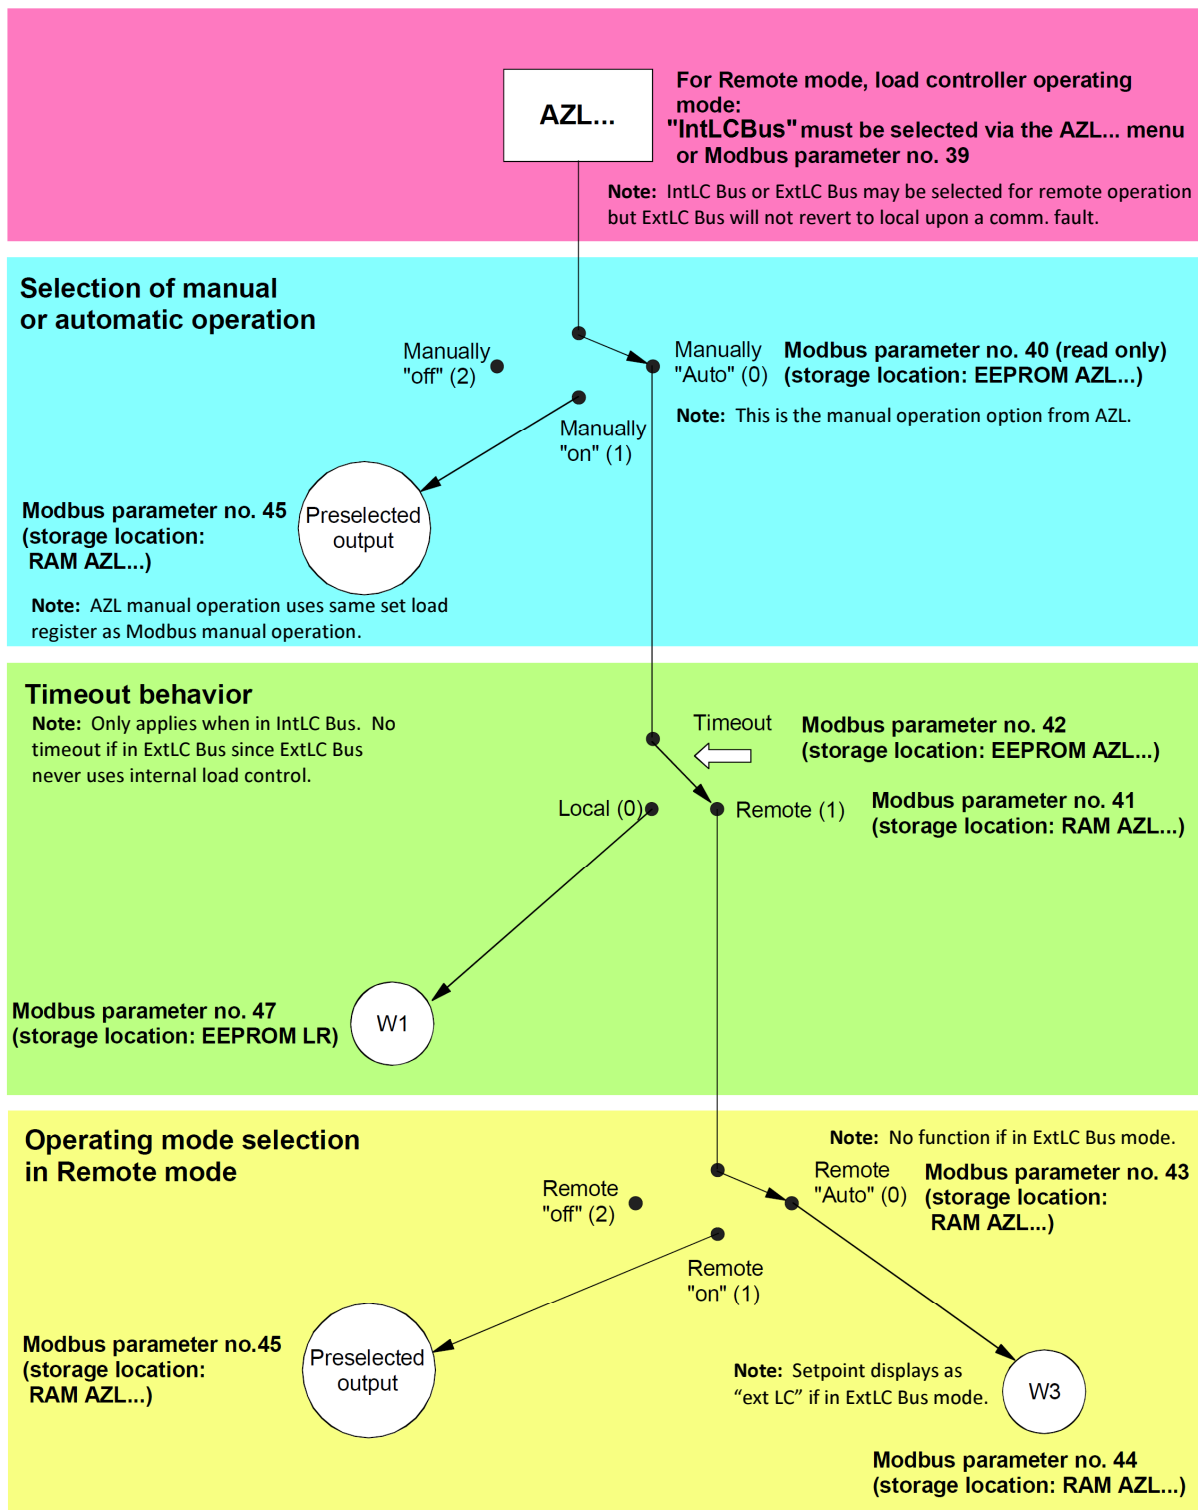 AZL...
For Remote mode, load controller operating
mode:
"IntLCBus" must be selected via the AZL... menu
or Modbus parameter no. 39
Note: IntLC Bus or ExtLC Bus may be selected for remote operation
but ExtLC Bus will not revert to local upon a comm. fault.
Selection of manual
or automatic operation
Manually
"off" (2)
Manually
"Auto" (0)
Modbus parameter no. 40 (read only)
(storage location: EEPROM AZL...)
Note: This is the manual operation option from AZL.
Manually
"on" (1)
Modbus parameter no. 45
(storage location:
RAM AZL...)
Preselected
output
Note: AZL manual operation uses same set load
register as Modbus manual operation.
Timeout behavior
Note: Only applies when in IntLC Bus. No
timeout if in ExtLC Bus since ExtLC Bus
never uses internal load control.
Timeout
Modbus parameter no. 42
(storage location: EEPROM AZL...)
Local (0)
Remote (1)
Modbus parameter no. 41
(storage location: RAM AZL...)
Modbus parameter no. 47
(storage location: EEPROM LR)
W1
Operating mode selection
in Remote mode
Note: No function if in ExtLC Bus mode.
Remote
"off" (2)
Remote
"Auto" (0)
Modbus parameter no. 43
(storage location:
RAM AZL...)
Remote
"on" (1)
Modbus parameter no.45
(storage location:
RAM AZL...)
Preselected
output
Note: Setpoint displays as
“ext LC” if in ExtLC Bus mode.
W3
Modbus parameter no. 44
(storage location: RAM AZL...)